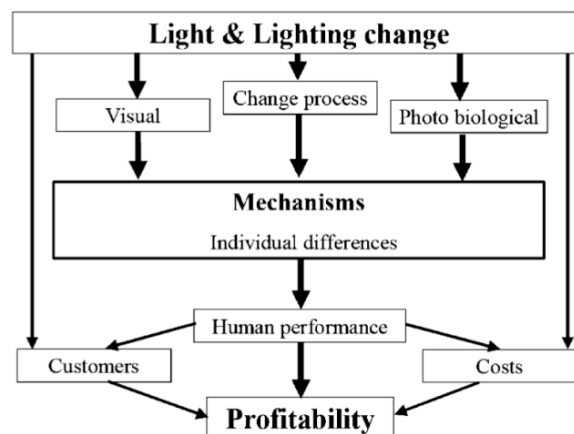 Light & Lighting change
Visual
Change process
Photo biological
Mechanisms
Individual differences
Human performance
Customers
Costs
Profitability